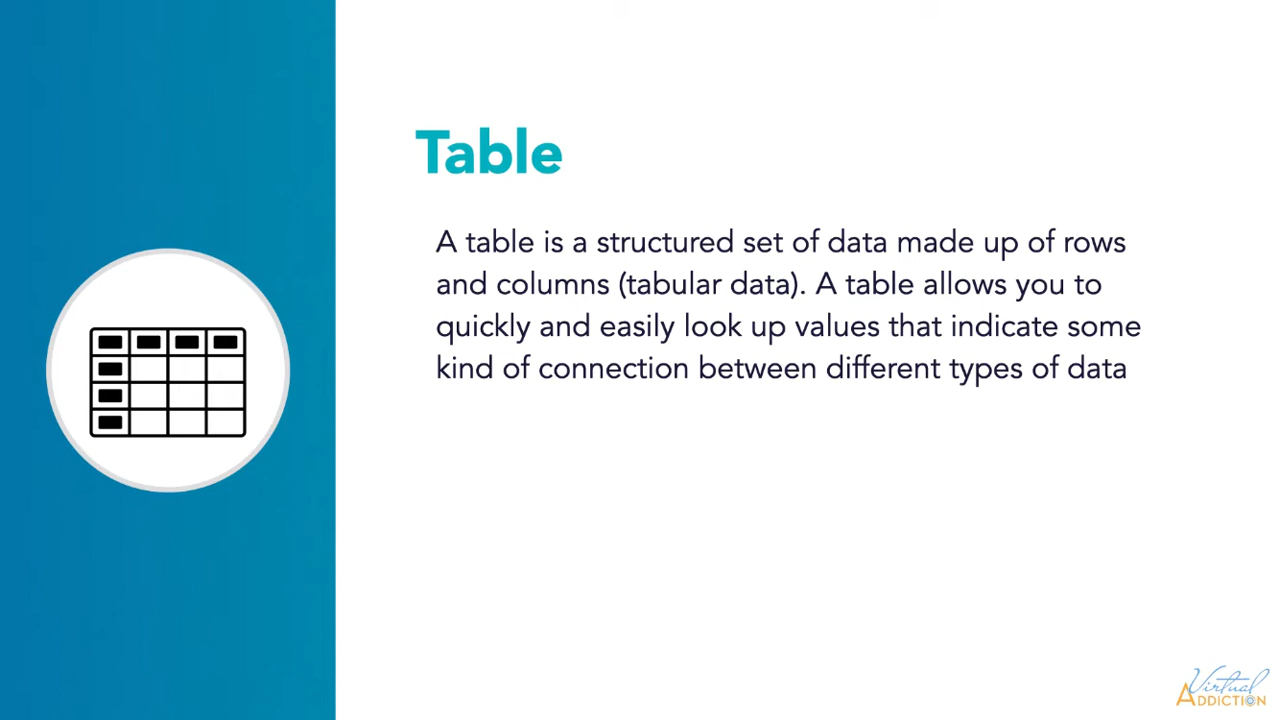 Table
A table is a structured set of data made up of rows
and columns (tabular data). A table allows you to
quickly and easily look up values that indicate some
kind of connection between different types of data
Virtual
ADDICTION